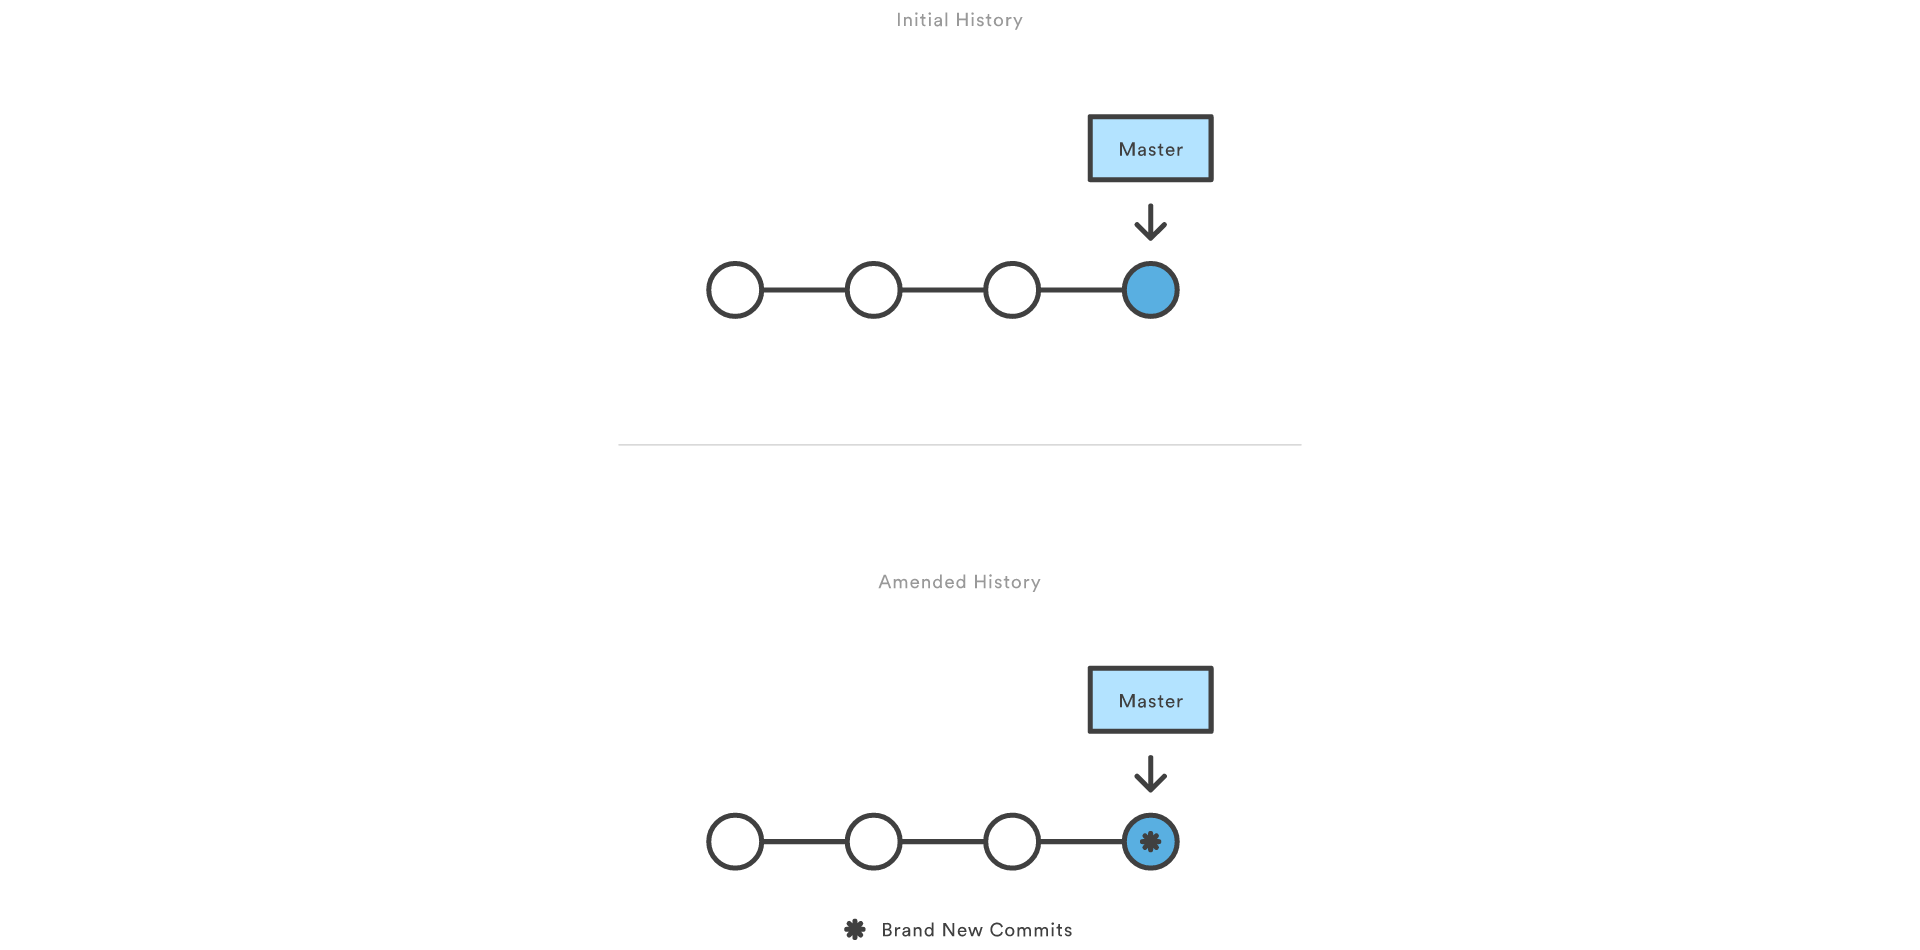 Initial History
Master
Amended History
Master
Brand New Commits